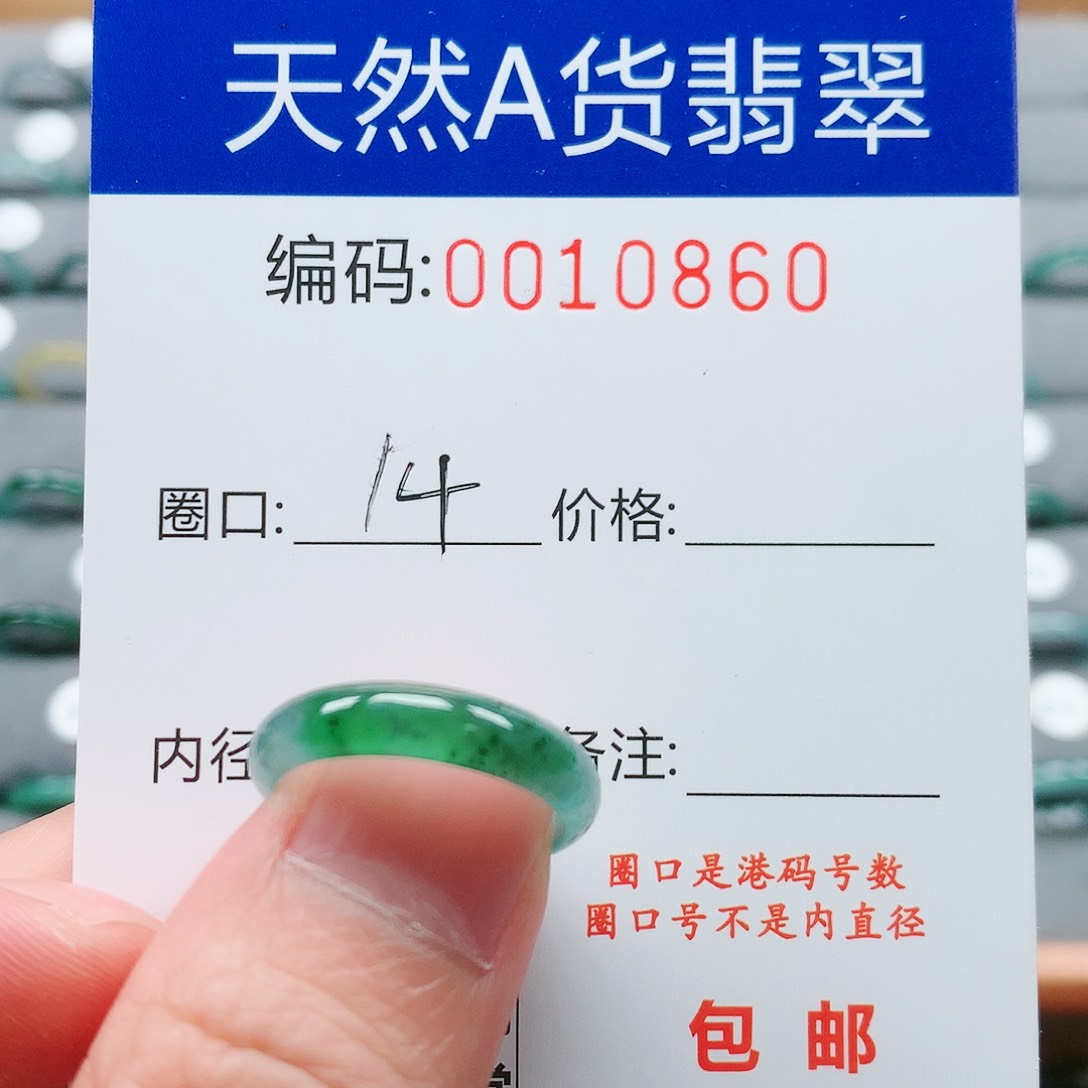 天然A货翡翠
编码:0010860
圈口: 14 价格:
内径 备注:
圈口是港码号数
圈口号不是内直径
包邮